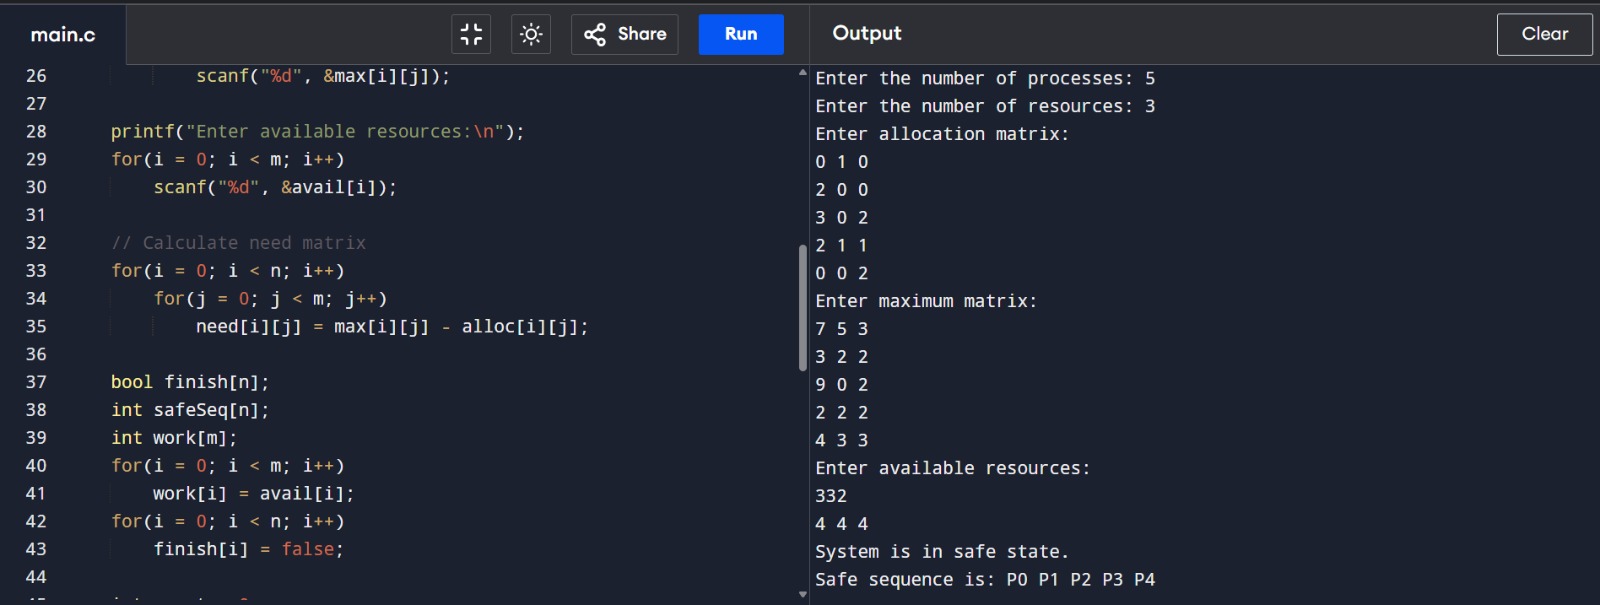 main.c
Share
Run
Output
Clear
26 scanf("%d", &max[i][j]);
27
28 printf("Enter available resources:\n");
29 for(i = 0; i < m; i++)
30 scanf("%d", &avail[i]);
31
32 // Calculate need matrix
33 for(i = 0; i < n; i++)
34 for(j = 0; j < m; j++)
35 need[i][j] = max[i][j] - alloc[i][j];
36
37 bool finish[n];
38 int safeSeq[n];
39 int work[m];
40 for(i = 0; i < m; i++)
41 work[i] = avail[i];
42 for(i = 0; i < n; i++)
43 finish[i] = false;
44
Enter the number of processes: 5
Enter the number of resources: 3
Enter allocation matrix:
0 1 0
2 0 0
3 0 2
2 1 1
0 0 2
Enter maximum matrix:
7 5 3
3 2 2
9 0 2
2 2 2
4 3 3
Enter available resources:
332
4 4 4
System is in safe state.
Safe sequence is: P0 P1 P2 P3 P4